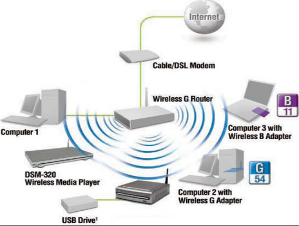 Internet
Cable/DSL Modem
Wireless G Router
Computer 1
B
11
Computer 3 with
Wireless B Adapter
DSM-320
Wireless Media Player
G
54
Computer 2 with
Wireless G Adapter
USB Drive¹